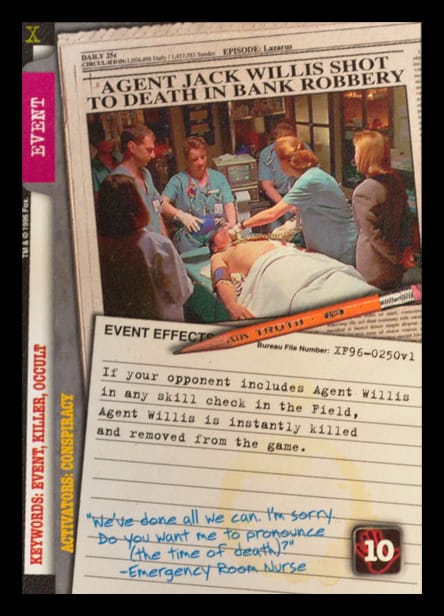 X
EVENT
TM & © 1996 Fox.
KEYWORDS: EVENT, KILLER, OCCULT
ACTIVATORS: CONSPIRACY
DAILY 25¢
EPISODE: Lazarus
AGENT JACK WILLIS SHOT
TO DEATH IN BANK ROBBERY
EVENT EFFECTS
TRUTH
Bureau File Number: XF96-0250v1
If your opponent includes Agent Willis
in any skill check in the Field,
Agent Willis is instantly killed
and removed from the game.
"We've done all we can. I'm sorry.
Do you want me to pronounce
(the time of death)?"
-Emergency Room Nurse
10